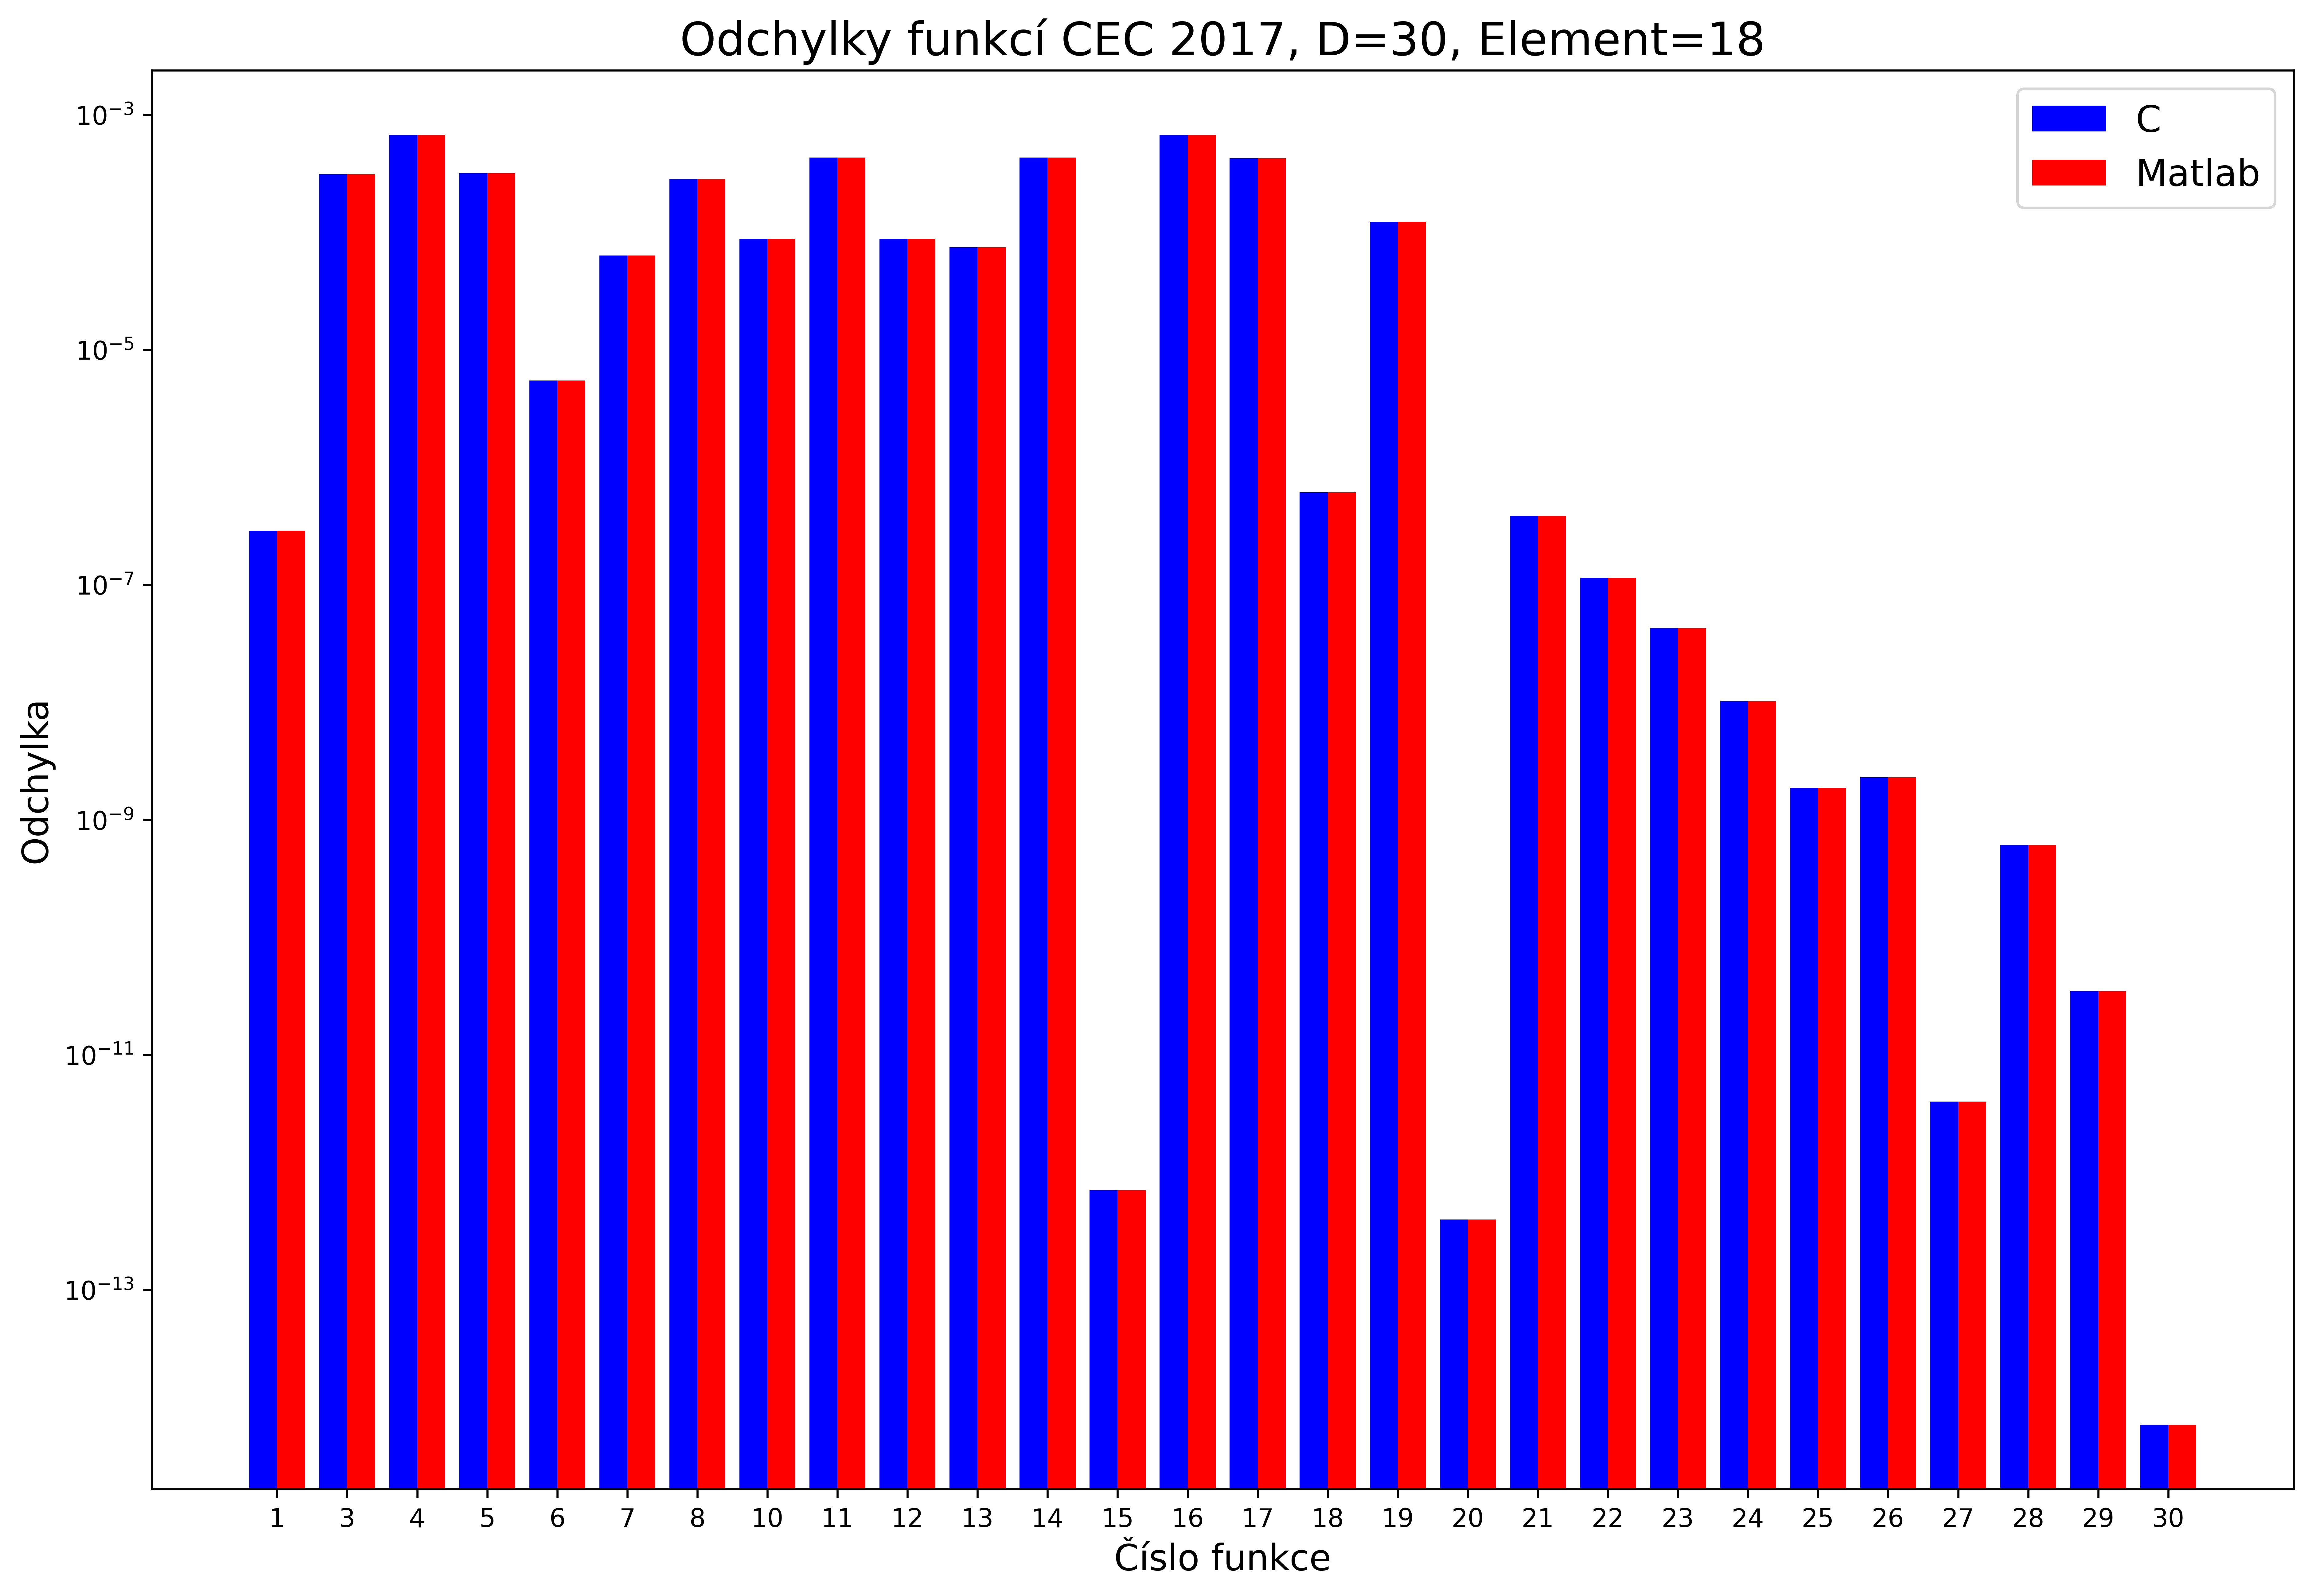 Odchylky funkcí CEC 2017, D=30, Element=18
C
Matlab
10⁻³
10⁻⁵
10⁻⁷
10⁻⁹
10⁻¹¹
10⁻¹³
Odchylka
1 3 4 5 6 7 8 10 11 12 13 14 15 16 17 18 19 20 21 22 23 24 25 26 27 28 29 30
Číslo funkce